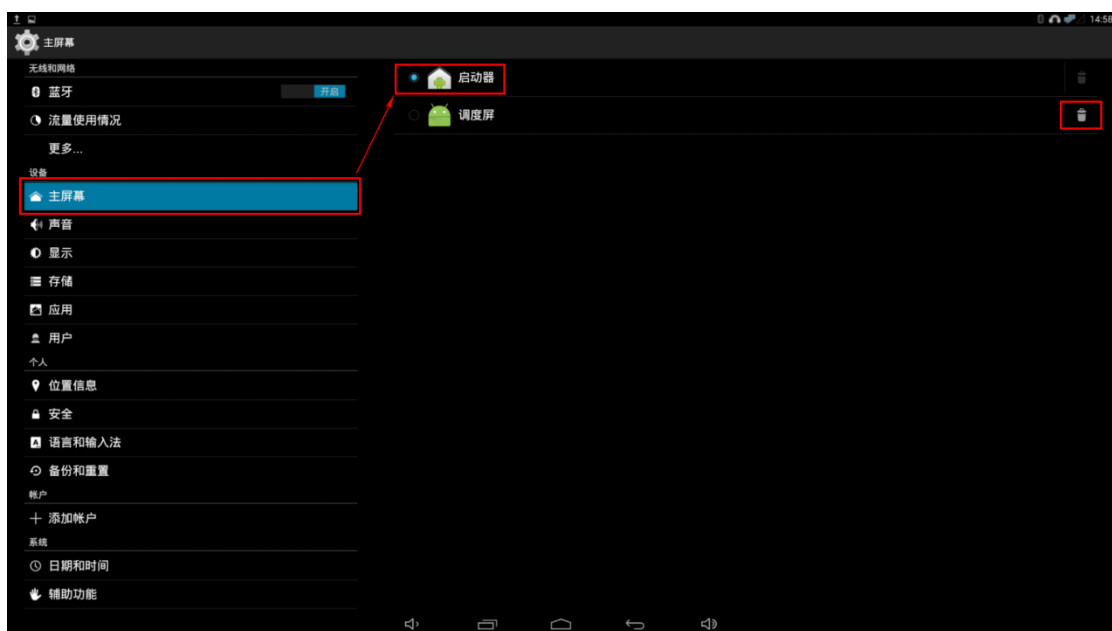 14:58
主屏幕
无线和网络
蓝牙
开启
流量使用情况
更多...
设备
主屏幕
声音
显示
存储
应用
用户
个人
位置信息
安全
语言和输入法
备份和重置
帐户
添加帐户
系统
日期和时间
辅助功能
启动器
调度屏